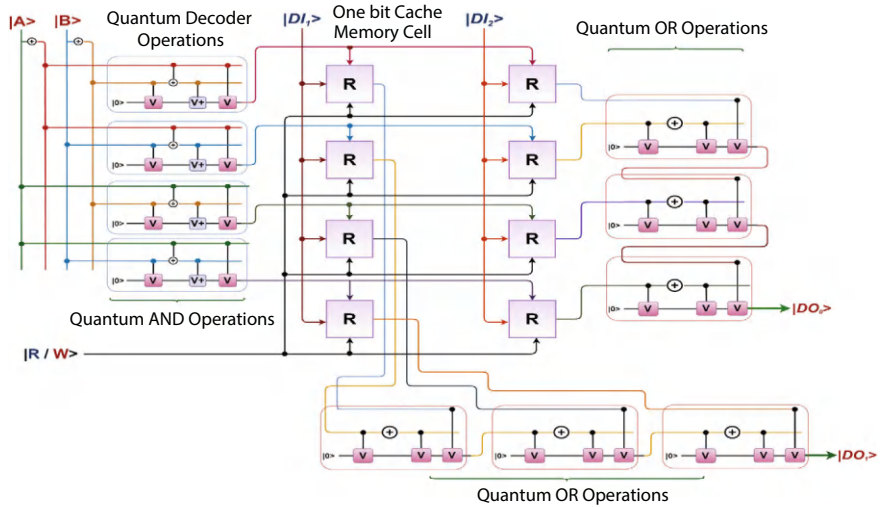 |A> |B> Quantum Decoder Operations |DI₁> One bit Cache Memory Cell |DI₂> Quantum OR Operations
|0> V V+ V
R R
|0> V V V
|0> V V+ V
R R
|0> V V+ V
R R
|0> V V V
|0> V V+ V
R R
|0> V V V |DO₀>
Quantum AND Operations
|R / W>
|0> V V V |0> V V V |0> V V V |DO₁>
Quantum OR Operations